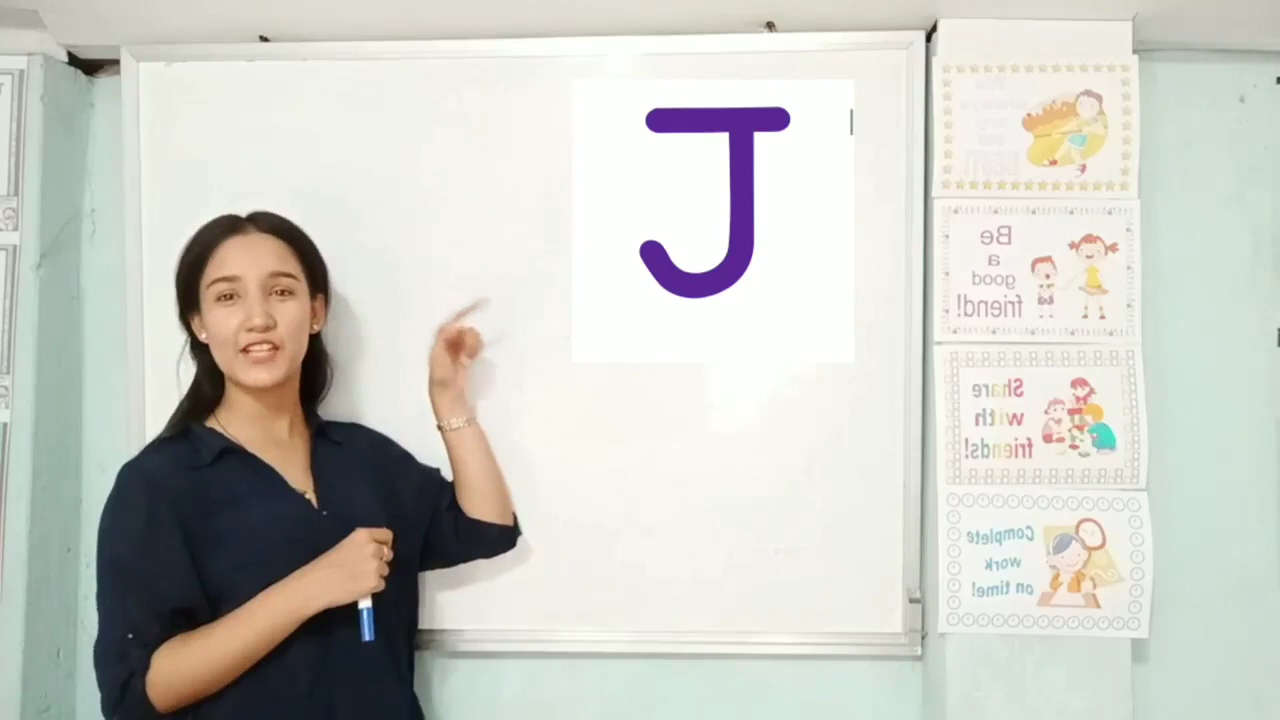 J
Be
a
good
friend!
Share
with
friends!
Complete
work
on time!